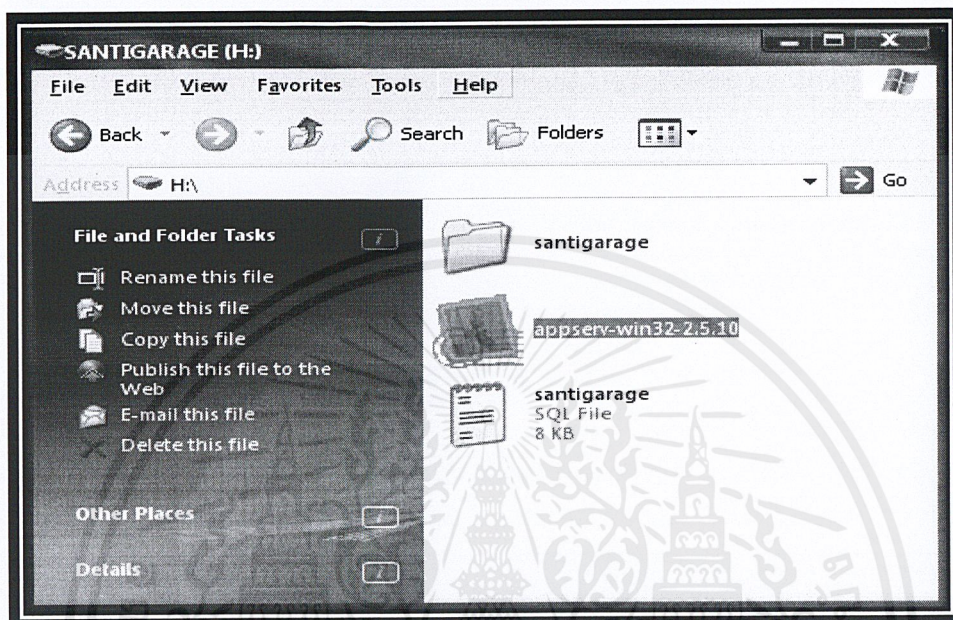 SANTIGARAGE (H:)
File Edit View Favorites Tools Help
Back Search Folders
Address H:\ Go
File and Folder Tasks
Rename this file
Move this file
Copy this file
Publish this file to the
Web
E-mail this file
Delete this file
Other Places
Details
santigarage
appserv-win32-2.5.10
santigarage
SQL File
8 KB